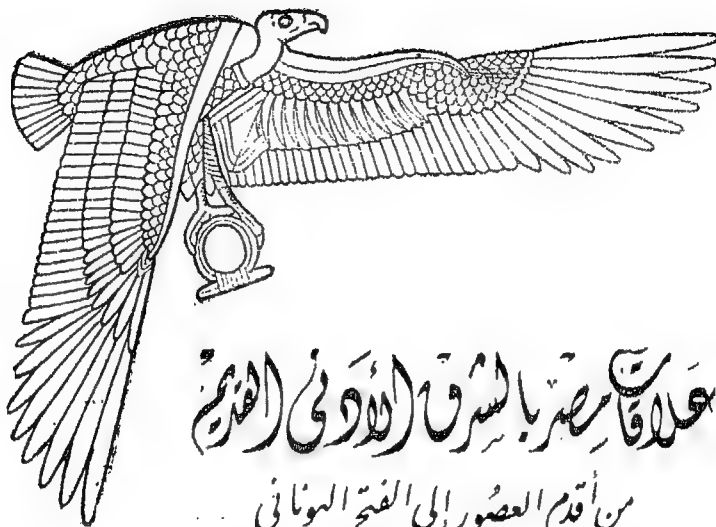 علاقات مصر بالشرق الأدنى القديم
من أقدم العصور إلى الفتح اليوناني